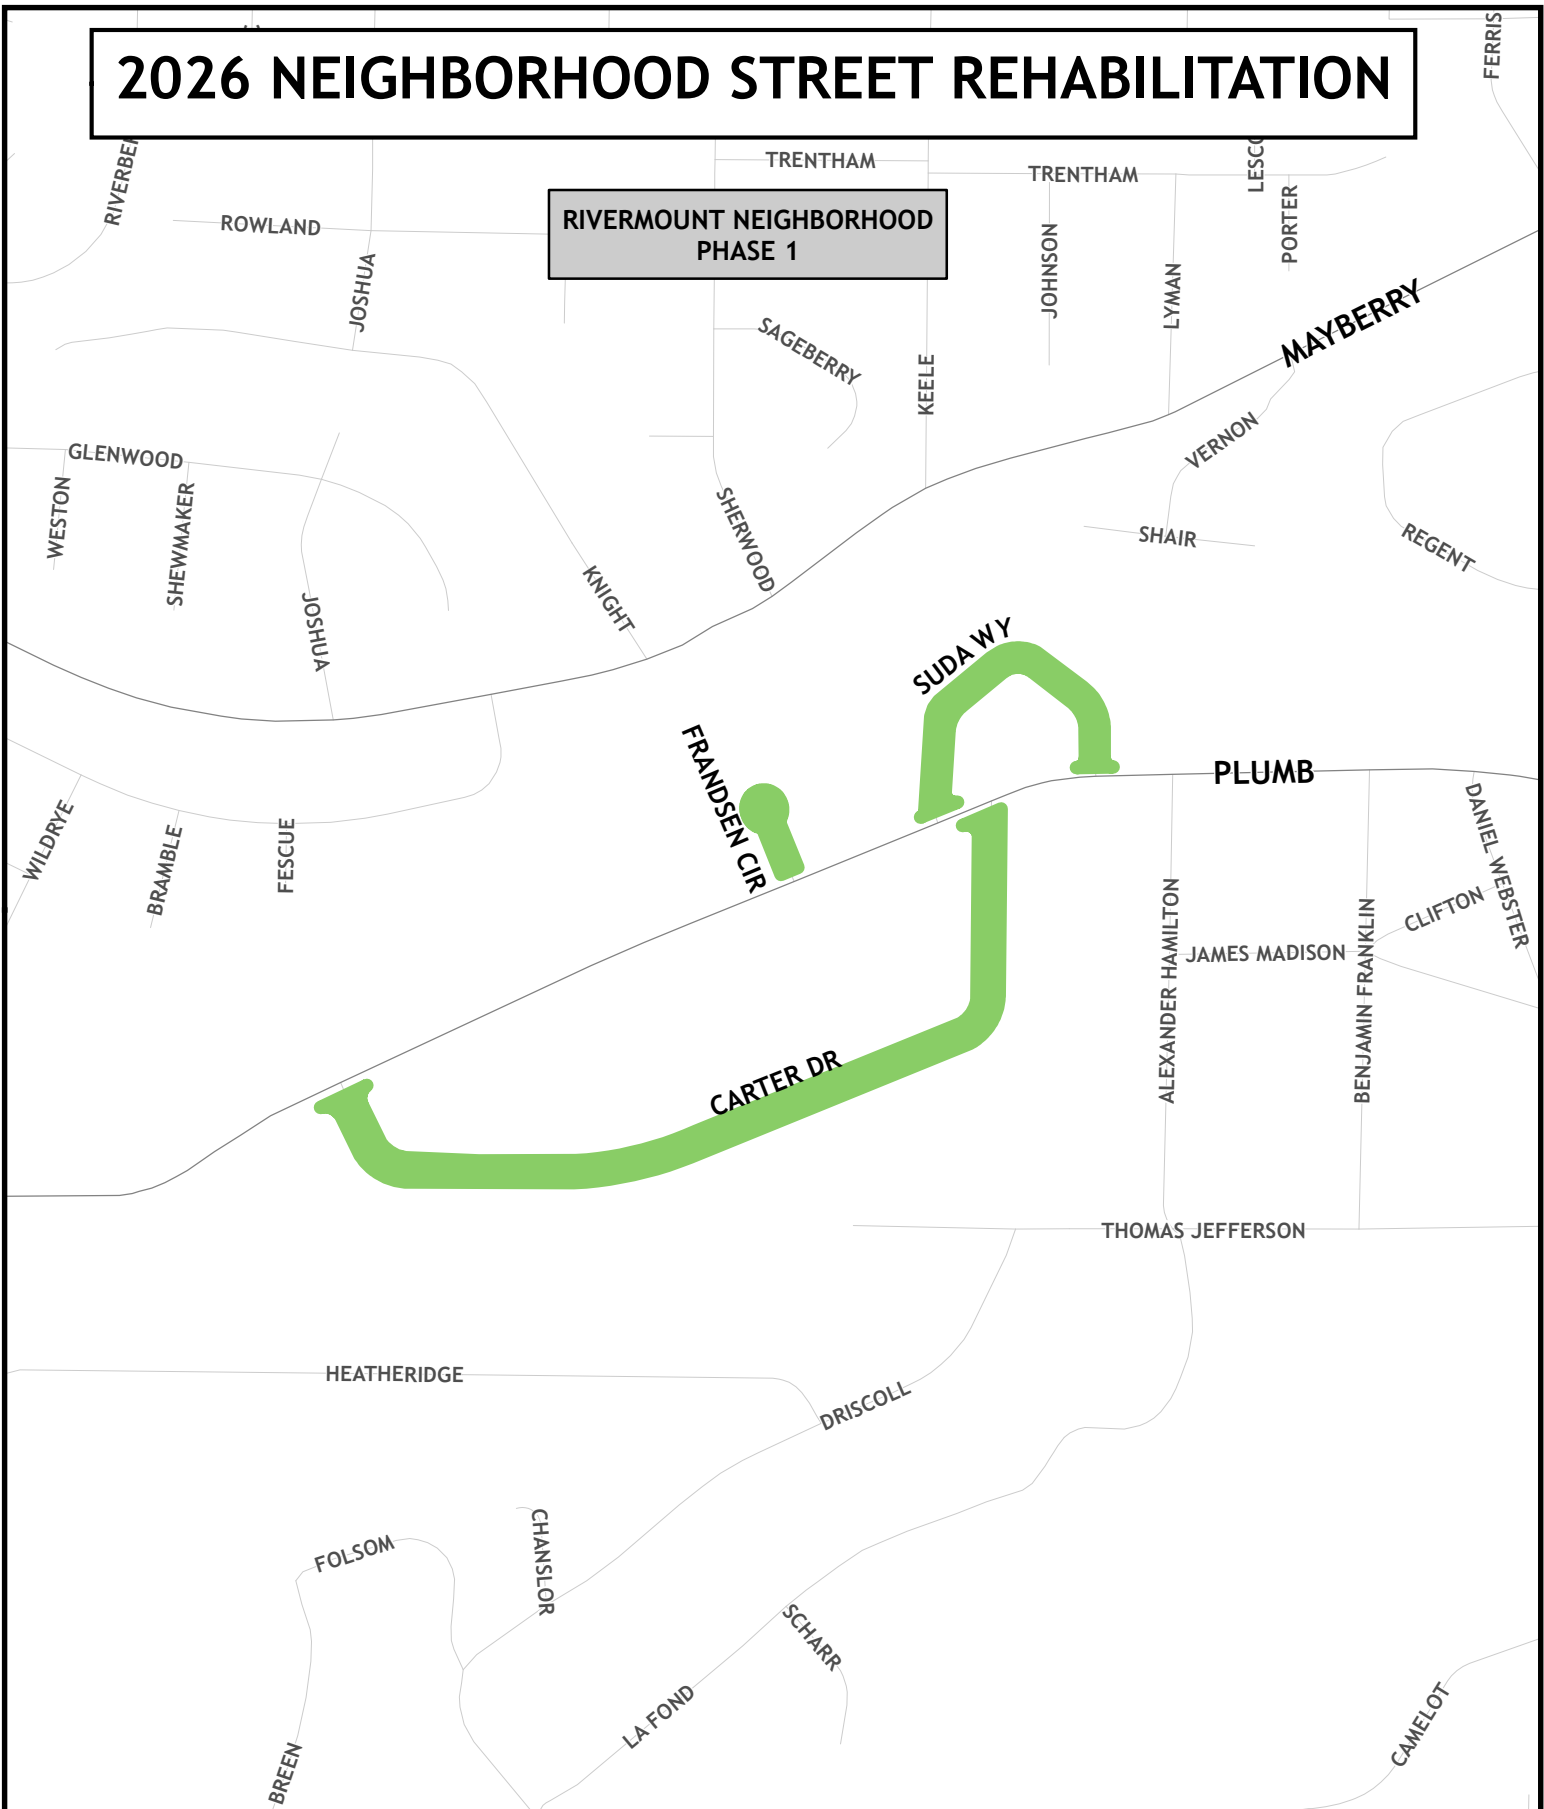 2026 NEIGHBORHOOD STREET REHABILITATION
FERRIS
RIVERBE
TRENTHAM
TRENTHAM
LESCO
PORTER
ROWLAND
RIVERMOUNT NEIGHBORHOOD
PHASE 1
JOSHUA
JOHNSON
LYMAN
MAYBERRY
SAGEBERRY
KEELE
VERNON
GLENWOOD
WESTON
SHEWMAKER
SHERWOOD
SHAIR
REGENT
JOSHUA
KNIGHT
SUDA WY
FRANDSEN CIR
PLUMB
WILDRYE
BRAMBLE
FESCUE
DANIEL WEBSTER
CLIFTON
ALEXANDER HAMILTON
JAMES MADISON
BENJAMIN FRANKLIN
CARTER DR
THOMAS JEFFERSON
HEATHERIDGE
DRISCOLL
CHANSLOR
FOLSOM
SCHARR
LA FOND
CAMELOT
BREEN